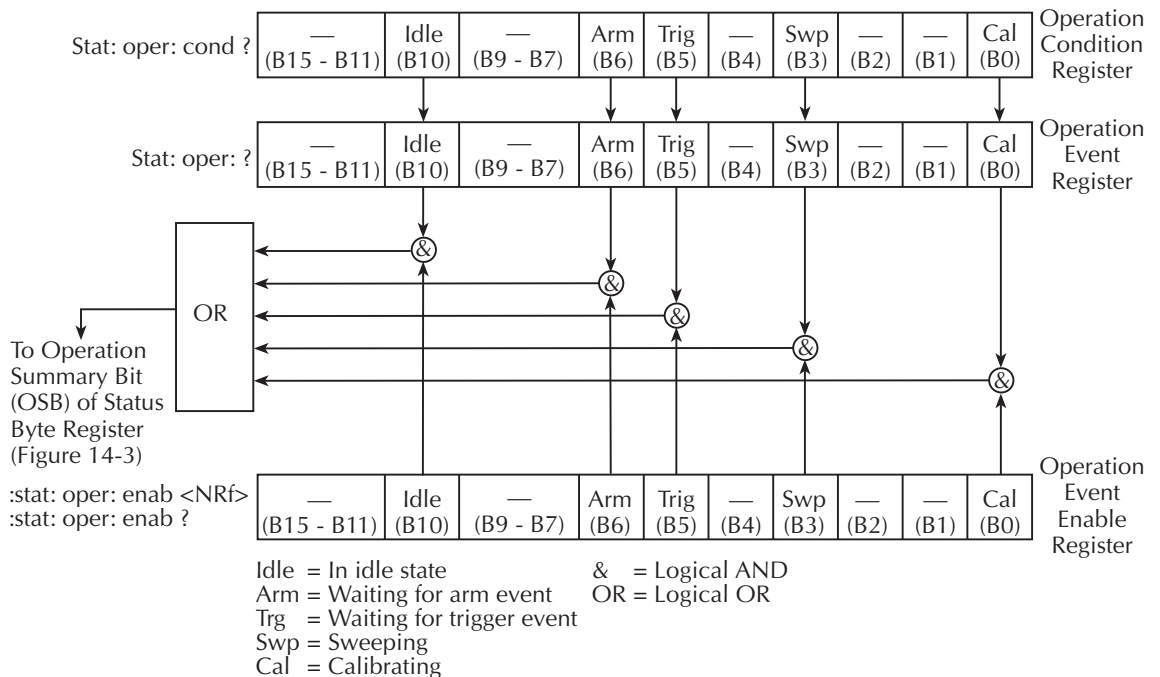 Stat: oper: cond ?
— Idle — Arm Trig — Swp — — Cal
(B15 - B11) (B10) (B9 - B7) (B6) (B5) (B4) (B3) (B2) (B1) (B0)
Operation
Condition
Register
Stat: oper: ?
— Idle — Arm Trig — Swp — — Cal
(B15 - B11) (B10) (B9 - B7) (B6) (B5) (B4) (B3) (B2) (B1) (B0)
Operation
Event
Register
&
&
&
&
&
OR
To Operation
Summary Bit
(OSB) of Status
Byte Register
(Figure 14-3)
:stat: oper: enab <NRf>
:stat: oper: enab ?
— Idle — Arm Trig — Swp — — Cal
(B15 - B11) (B10) (B9 - B7) (B6) (B5) (B4) (B3) (B2) (B1) (B0)
Operation
Event
Enable
Register
Idle = In idle state
Arm = Waiting for arm event
Trg = Waiting for trigger event
Swp = Sweeping
Cal = Calibrating
& = Logical AND
OR = Logical OR